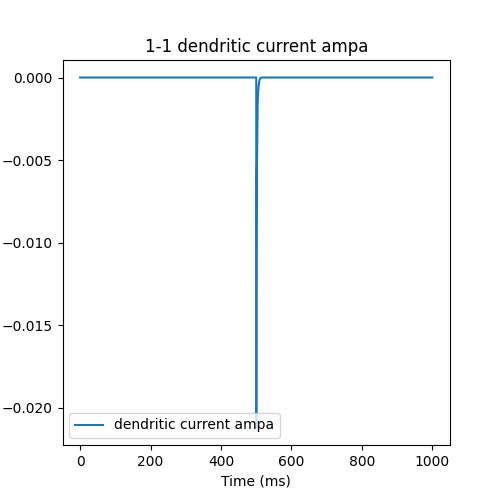 1-1 dendritic current ampa
0.000
−0.005
−0.010
−0.015
−0.020
dendritic current ampa
0 200 400 600 800 1000
Time (ms)